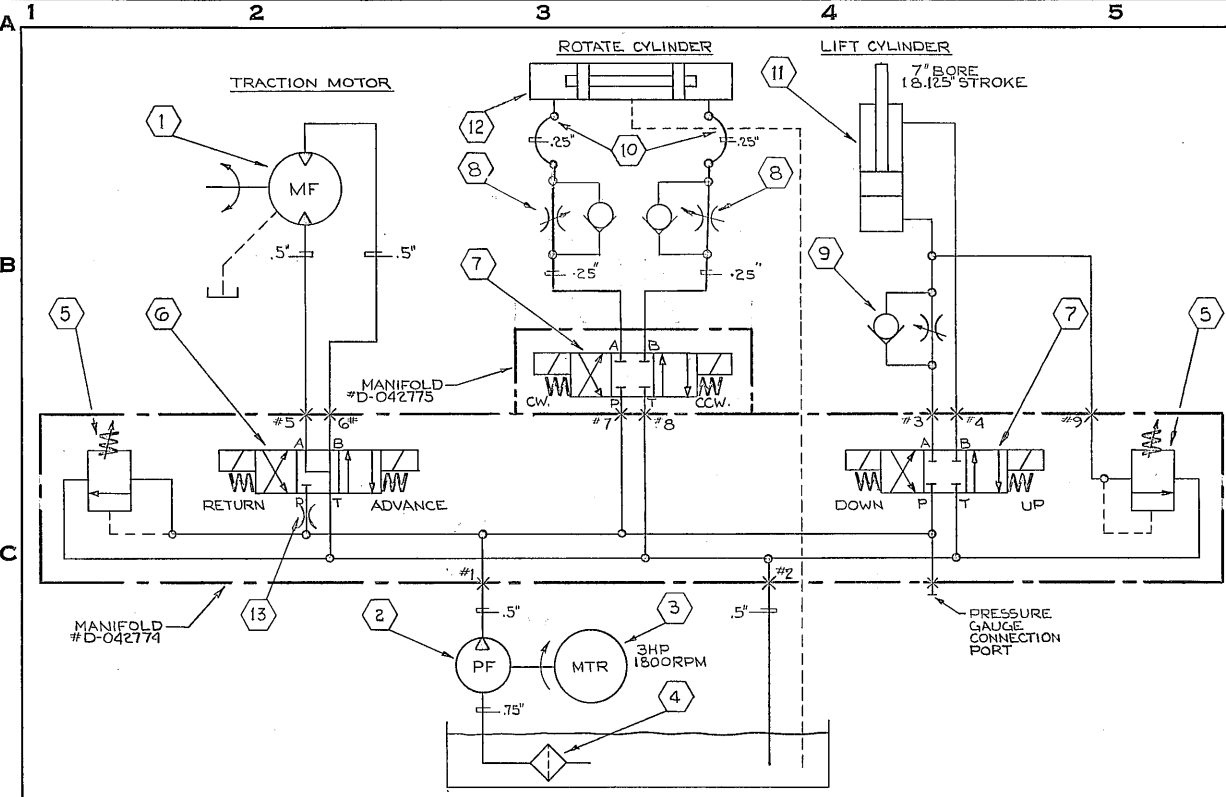 1 2 3 4 5
A
ROTATE CYLINDER
LIFT CYLINDER
TRACTION MOTOR
11
7" BORE
18.125" STROKE
1
12
10
.25"
.25"
8
8
MF
.5"
.5"
B
7
.25"
.25"
9
5
6
7
5
A B
MANIFOLD
#D-042775
CW.
CCW.
P T
#5
6#
#7
#8
#3
#4
#9
A B
A B
RETURN
P T
ADVANCE
DOWN
P T
UP
C
#1
#2
13
MANIFOLD
#D-042774
2
.5"
3
3HP
1800RPM
.5"
PRESSURE
GAUGE
CONNECTION
PORT
PF
MTR
4
.75"